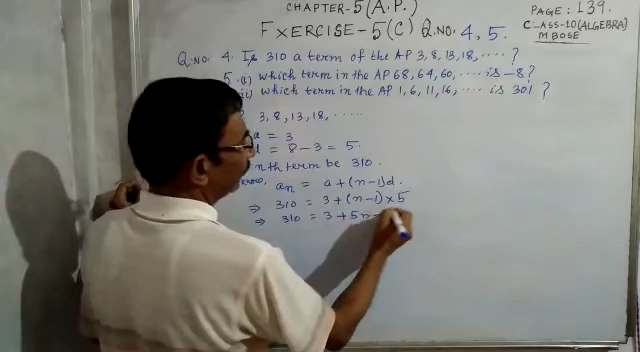 CHAPTER-5(A.P.)
PAGE: 139.
EXERCISE-5(C) Q.NO. 4, 5.
CLASS-10(ALGEBRA)
MBOSE
Q.NO. 4. Is 310 a term of the AP 3, 8, 13, 18, ..... ?
5. (i) which term in the AP 68, 64, 60, .... is -8?
(ii) which term in the AP 1, 6, 11, 16, ..... is 301 ?
3, 8, 13, 18, .....
a = 3
d = 8 - 3 = 5.
nth term be 310.
know, an = a + (n-1)d.
⇒ 310 = 3 + (n-1) × 5
⇒ 310 = 3 + 5n -